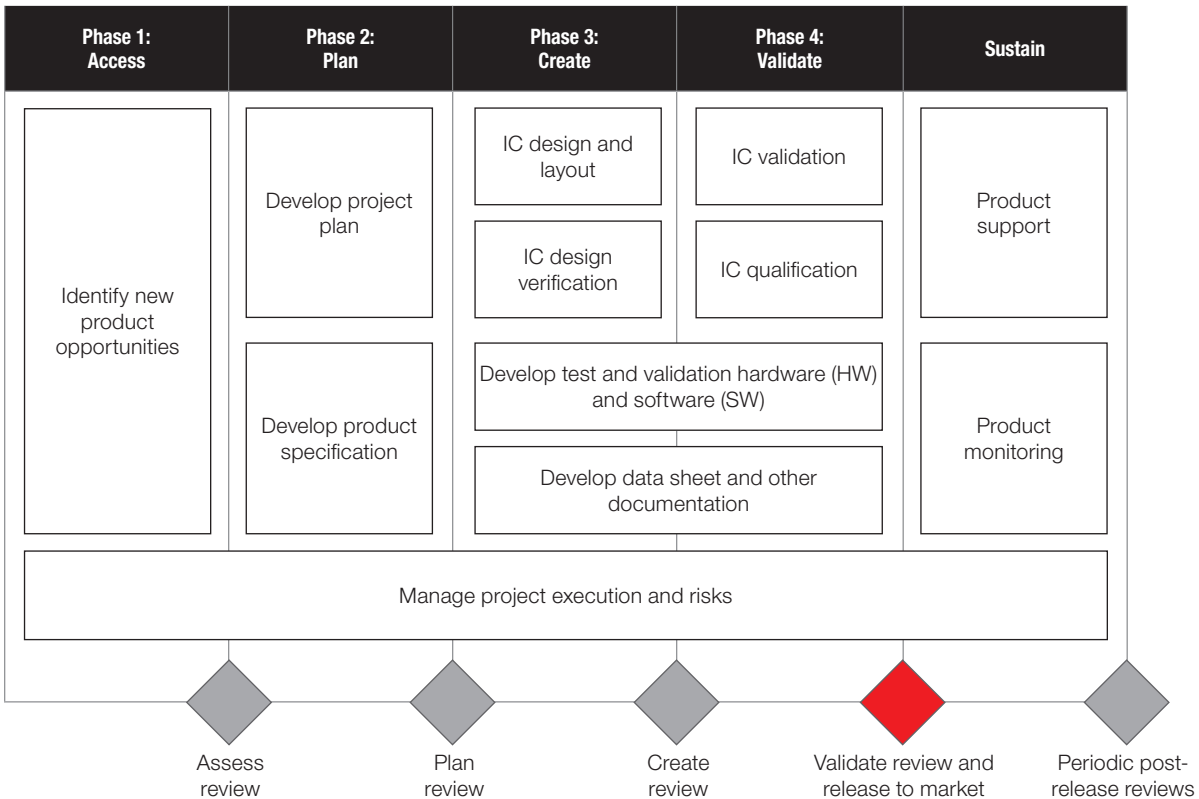 Phase 1:
Access
Phase 2:
Plan
Phase 3:
Create
Phase 4:
Validate
Sustain
Identify new
product
opportunities
Develop project
plan
Develop product
specification
IC design and
layout
IC design
verification
IC validation
IC qualification
Develop test and validation hardware (HW)
and software (SW)
Develop data sheet and other
documentation
Product
support
Product
monitoring
Manage project execution and risks
Assess
review
Plan
review
Create
review
Validate review and
release to market
Periodic post-
release reviews